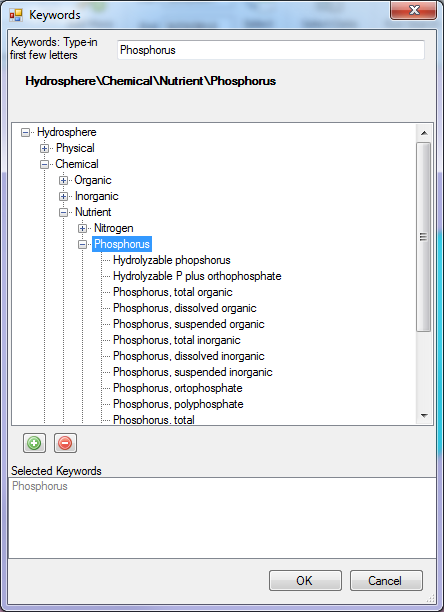 Keywords
Keywords: Type-in
first few letters
Phosphorus
Hydrosphere\Chemical\Nutrient\Phosphorus
Hydrosphere
Physical
Chemical
Organic
Inorganic
Nutrient
Nitrogen
Phosphorus
Hydrolyzable phopshorus
Hydrolyzable P plus orthophosphate
Phosphorus, total organic
Phosphorus, dissolved organic
Phosphorus, suspended organic
Phosphorus, total inorganic
Phosphorus, dissolved inorganic
Phosphorus, suspended inorganic
Phosphorus, ortophosphate
Phosphorus, polyphosphate
Phosphorus, total
Selected Keywords
Phosphorus
OK
Cancel